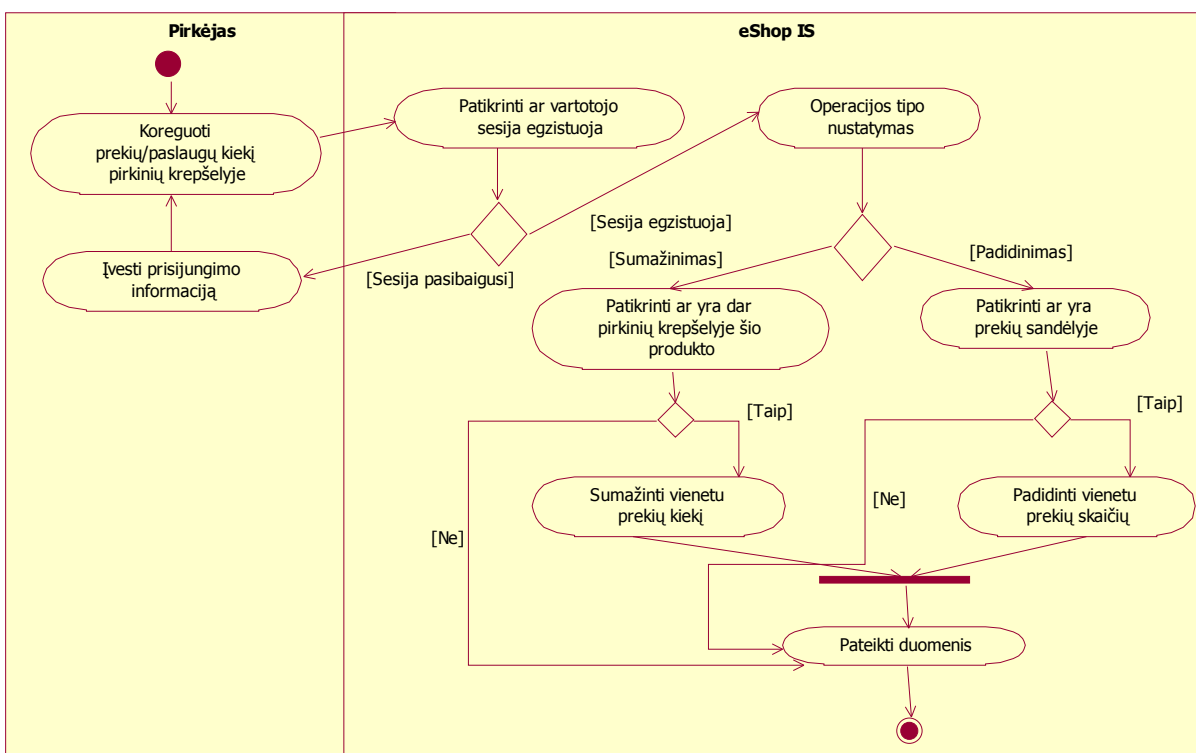 Pirkėjas
eShop IS
Koreguoti
prekių/paslaugų kiekį
pirkinių krepšelyje
Patikrinti ar vartotojo
sesija egzistuoja
Operacijos tipo
nustatymas
[Sesija egzistuoja]
[Sesija pasibaigusi]
Įvesti prisijungimo
informaciją
[Sumažinimas]
[Padidinimas]
Patikrinti ar yra dar
pirkinių krepšelyje šio
produkto
Patikrinti ar yra
prekių sandėlyje
[Taip]
[Taip]
Sumažinti vienetu
prekių kiekį
[Ne]
Padidinti vienetu
prekių skaičių
[Ne]
Pateikti duomenis